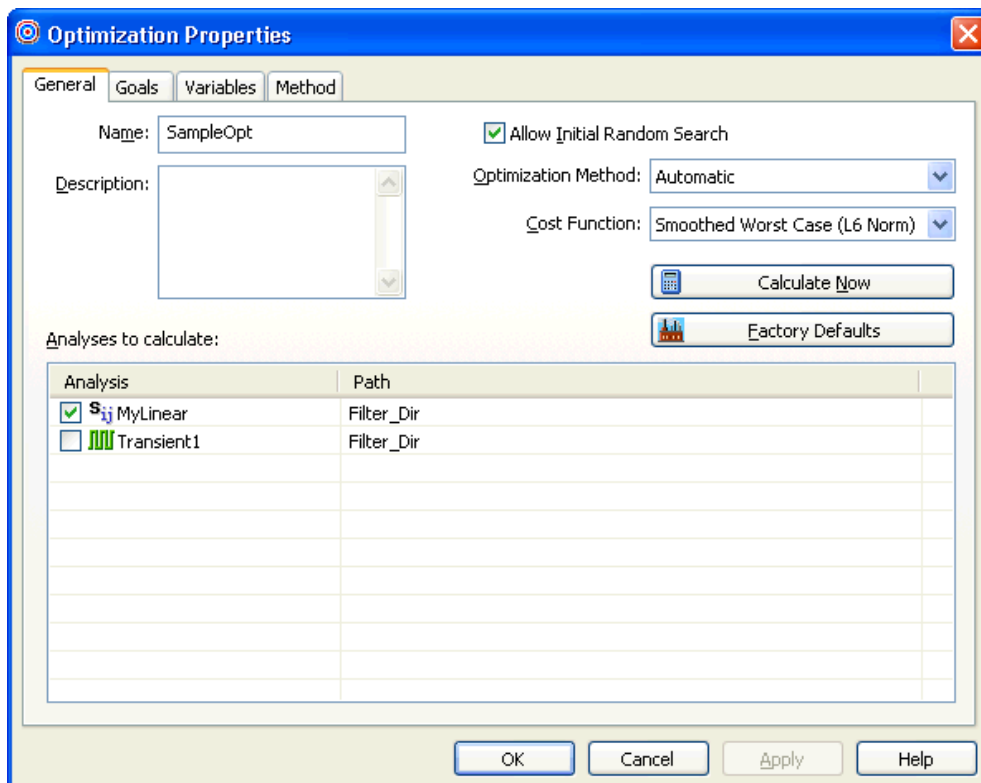 Optimization Properties
General Goals Variables Method
Name: SampleOpt
Allow Initial Random Search
Description:
Optimization Method: Automatic
Cost Function: Smoothed Worst Case (L6 Norm)
Calculate Now
Factory Defaults
Analyses to calculate:
Analysis Path
Sij MyLinear Filter_Dir
Transient1 Filter_Dir
OK Cancel Apply Help